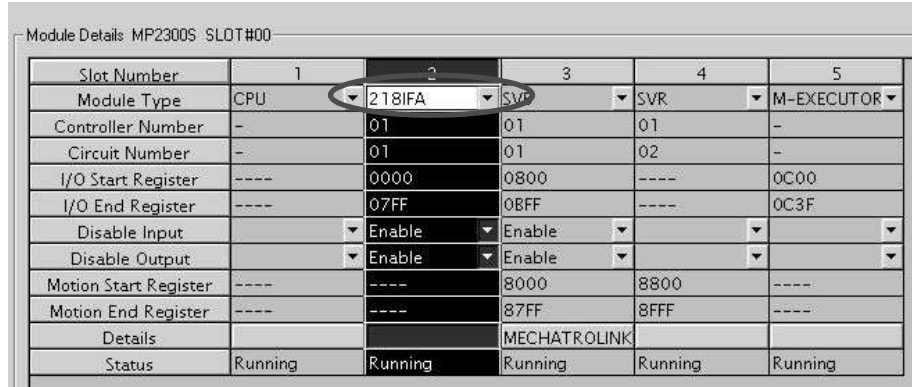 Module Details MP2300S SLOT#00
Slot Number 1 2 3 4 5
Module Type CPU 218IFA SVR SVR M-EXECUTOR
Controller Number - 01 01 01 -
Circuit Number - 01 01 02 -
I/O Start Register ---- 0000 0800 ---- 0C00
I/O End Register ---- 07FF 0BFF ---- 0C3F
Disable Input Enable Enable
Disable Output Enable Enable
Motion Start Register ---- ---- 8000 8800 ----
Motion End Register ---- ---- 87FF 8FFF ----
Details MECHATROLINK
Status Running Running Running Running Running